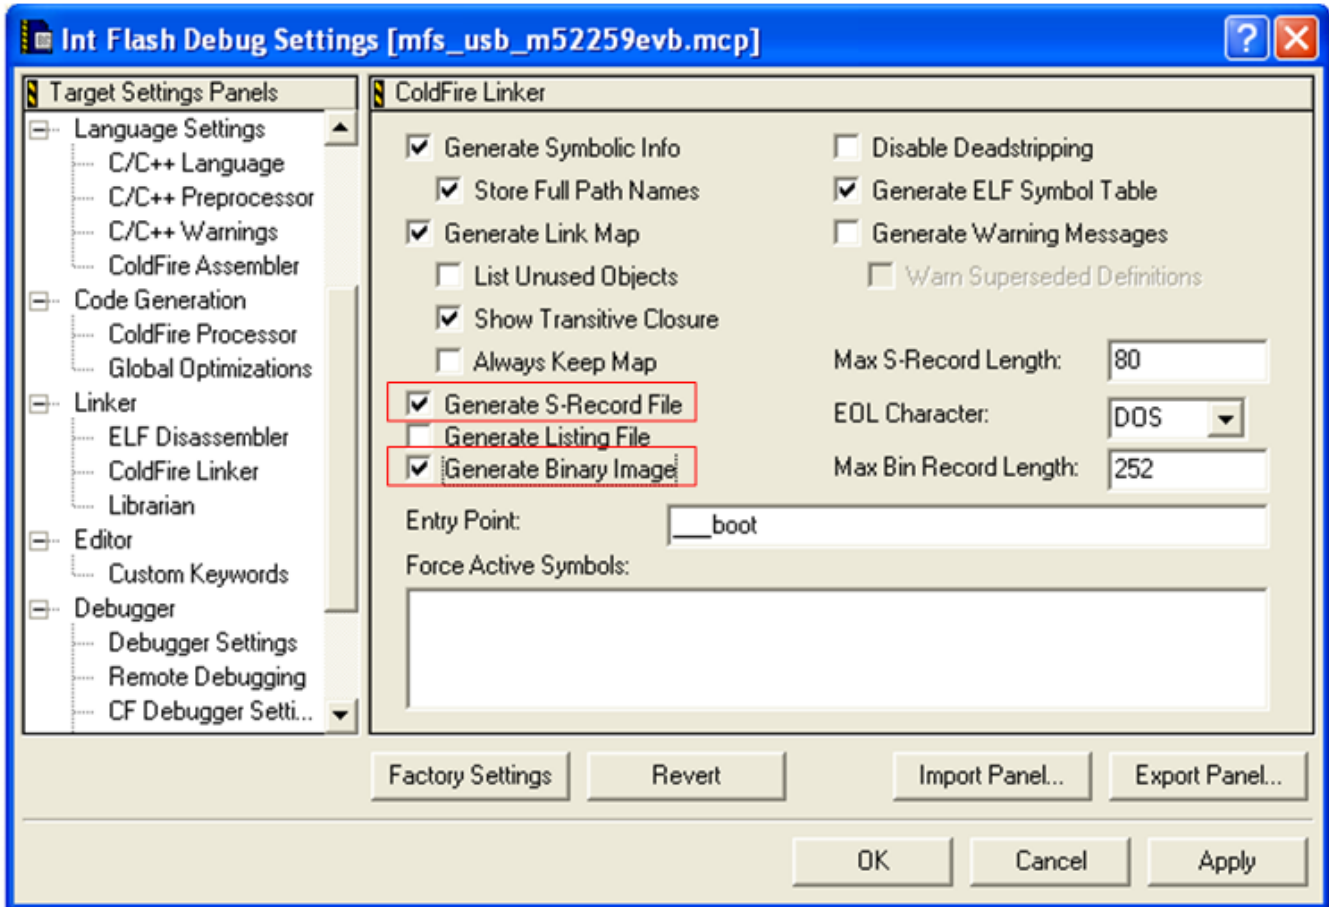 Int Flash Debug Settings [mfs_usb_m52259evb.mcp]
Target Settings Panels
Language Settings
C/C++ Language
C/C++ Preprocessor
C/C++ Warnings
ColdFire Assembler
Code Generation
ColdFire Processor
Global Optimizations
Linker
ELF Disassembler
ColdFire Linker
Librarian
Editor
Custom Keywords
Debugger
Debugger Settings
Remote Debugging
CF Debugger Setti...
ColdFire Linker
Generate Symbolic Info
Store Full Path Names
Generate Link Map
List Unused Objects
Show Transitive Closure
Always Keep Map
Generate S-Record File
Generate Listing File
Generate Binary Image
Disable Deadstripping
Generate ELF Symbol Table
Generate Warning Messages
Warn Superseded Definitions
Max S-Record Length: 80
EOL Character: DOS
Max Bin Record Length: 252
Entry Point: ___boot
Force Active Symbols:
Factory Settings Revert Import Panel... Export Panel...
OK Cancel Apply